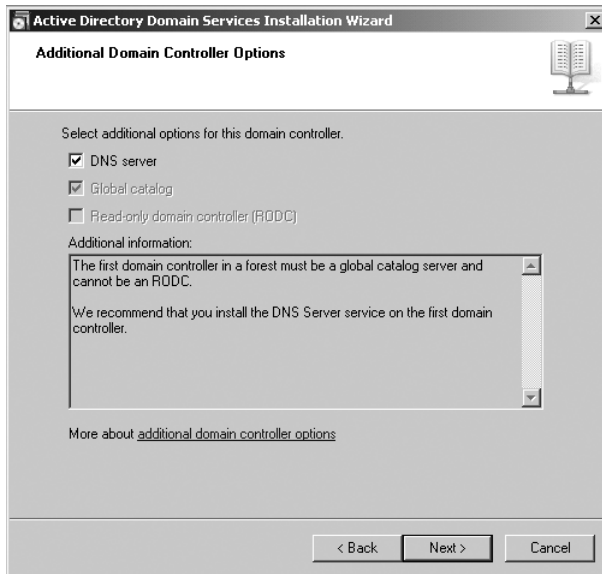 Active Directory Domain Services Installation Wizard
Additional Domain Controller Options
Select additional options for this domain controller.
DNS server
Global catalog
Read-only domain controller (RODC)
Additional information:
The first domain controller in a forest must be a global catalog server and
cannot be an RODC.
We recommend that you install the DNS Server service on the first domain
controller.
More about additional domain controller options
< Back Next > Cancel